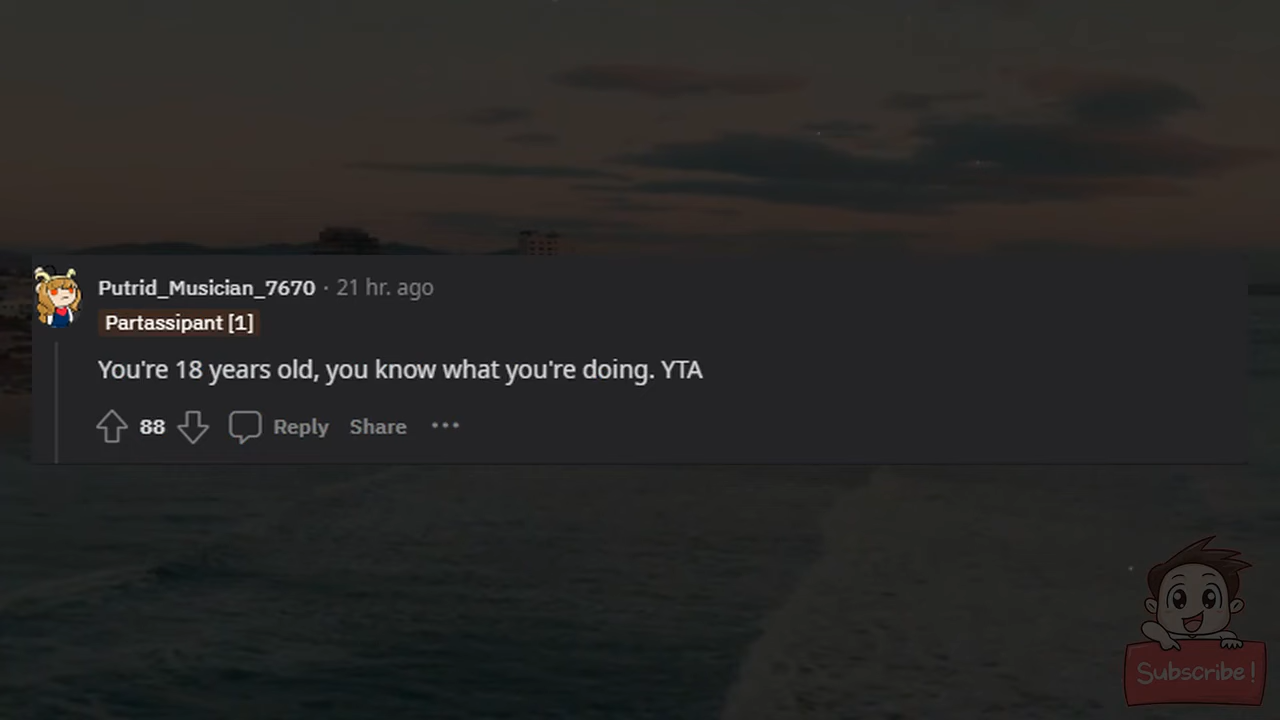 Putrid_Musician_7670 · 21 hr. ago
Partassipant [1]
You're 18 years old, you know what you're doing. YTA
88 Reply Share ···
Subscribe!